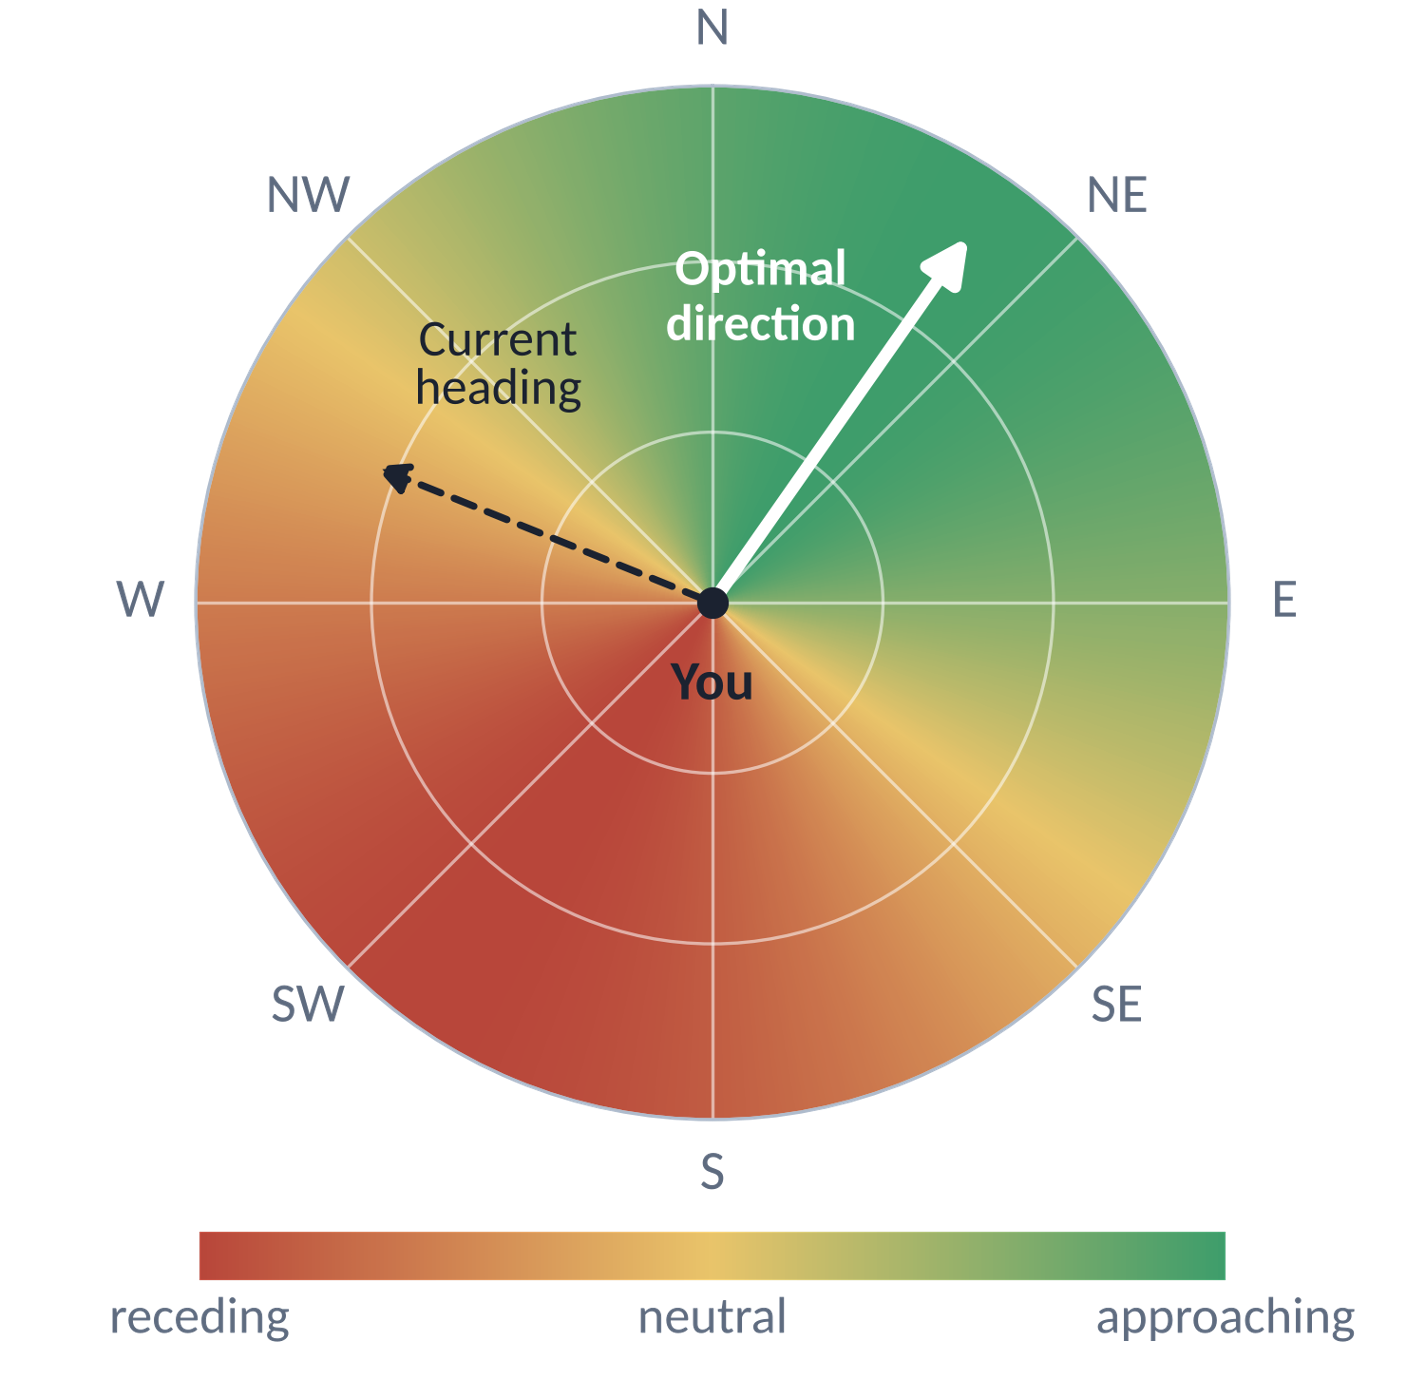 N
NW
NE
Optimal
direction
Current
heading
W
E
You
SW
SE
S
receding
neutral
approaching